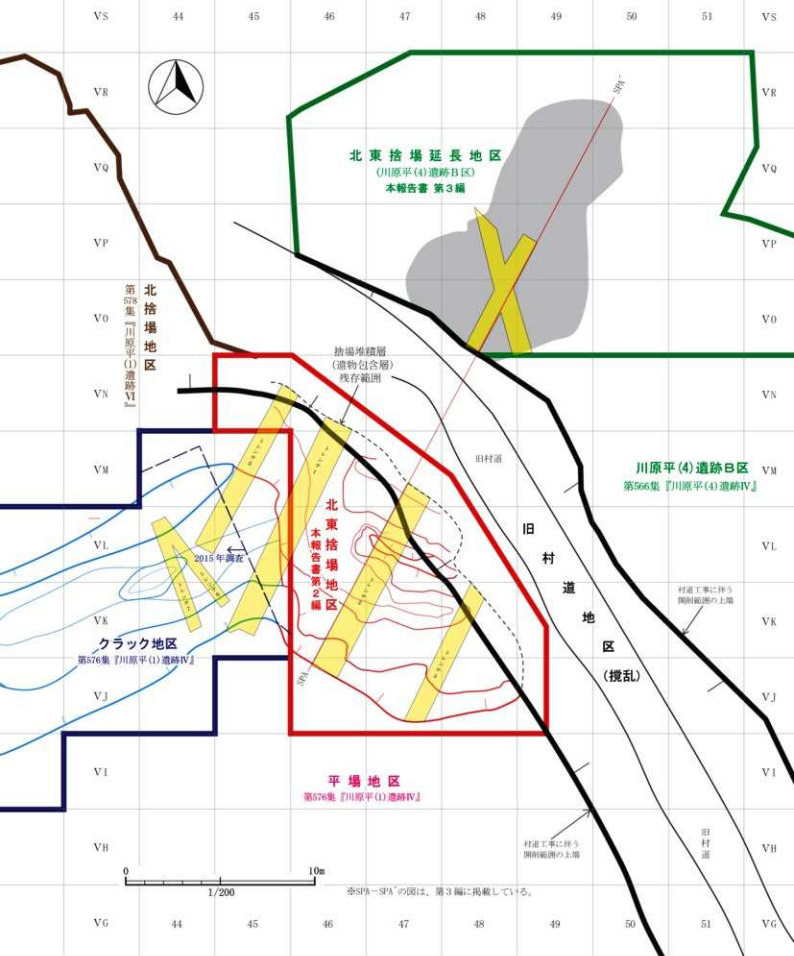 VS 44 45 46 47 48 49 50 51 VS
VR
VR
SPA´
VQ
VQ
北東捨場延長地区
(川原平(4)遺跡B区)
本報告書 第3編
VP
VP
北捨場地区
第578集『川原平(1)遺跡Ⅵ』
VO
VO
捨場堆積層
(遺物包含層)
残存範囲
VN
VN
旧村道
VM
VM
川原平(4)遺跡B区
第566集『川原平(4)遺跡Ⅳ』
北東捨場地区
本報告書第2編
VL
VL
2015年調査
旧村道地区
(撹乱)
村道工事に伴う
開削範囲の上端
VK
VK
クラック地区
第576集『川原平(1)遺跡Ⅳ』
SPA
VJ
VJ
VI
VI
平場地区
第576集『川原平(1)遺跡Ⅳ』
村道工事に伴う
開削範囲の上端
旧村道
VH
VH
0 10m
1/200
※SPA－SPA´の図は、第3編に掲載している。
VG 44 45 46 47 48 49 50 51 VG